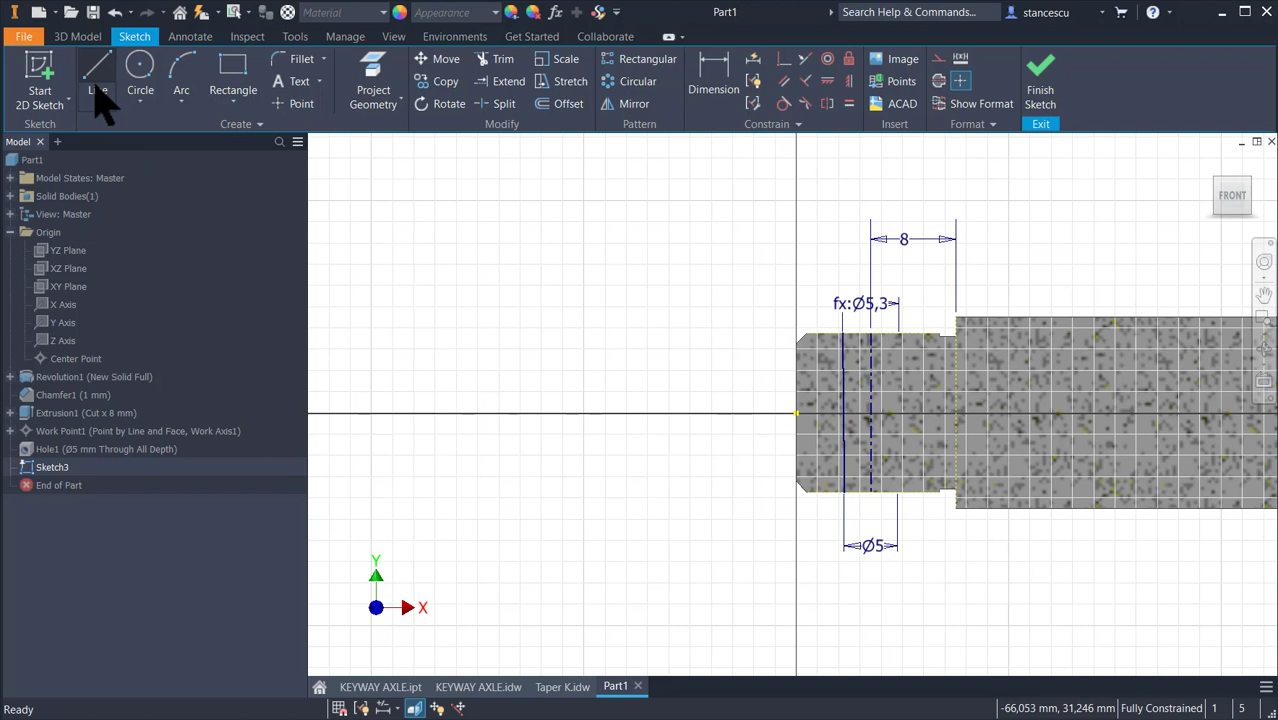 Material
Appearance
fx
Part1
Search Help & Commands...
stancescu
File
3D Model
Sketch
Annotate
Inspect
Tools
Manage
View
Environments
Get Started
Collaborate
Start
2D Sketch
Line
Circle
Arc
Rectangle
Fillet
Text
Point
Project
Geometry
Move
Copy
Rotate
Trim
Extend
Split
Scale
Stretch
Offset
Rectangular
Circular
Mirror
Dimension
Image
Points
ACAD
Show Format
Finish
Sketch
Sketch
Create
Modify
Pattern
Constrain
Insert
Format
Exit
Model
Part1
Model States: Master
Solid Bodies(1)
View: Master
Origin
YZ Plane
XZ Plane
XY Plane
X Axis
Y Axis
Z Axis
Center Point
Revolution1 (New Solid Full)
Chamfer1 (1 mm)
Extrusion1 (Cut x 8 mm)
Work Point1 (Point by Line and Face, Work Axis1)
Hole1 (Ø5 mm Through All Depth)
Sketch3
End of Part
FRONT
8
fx:Ø5,3
Ø5
Y
X
KEYWAY AXLE.ipt
KEYWAY AXLE.idw
Taper K.idw
Part1
Ready
-66,053 mm, 31,246 mm
Fully Constrained
1
5